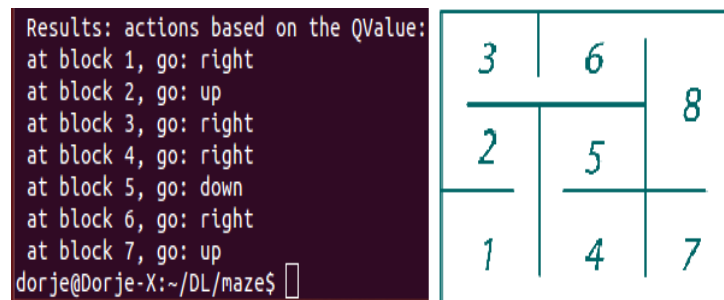 Results: actions based on the QValue:
at block 1, go: right
at block 2, go: up
at block 3, go: right
at block 4, go: right
at block 5, go: down
at block 6, go: right
at block 7, go: up
dorje@Dorje-X:~/DL/maze$
3 6
8
2 5
1 4 7